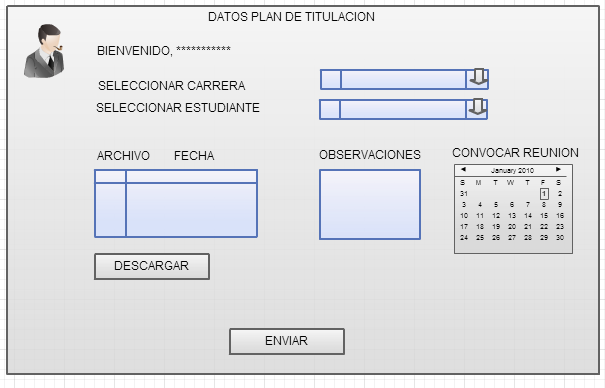 DATOS PLAN DE TITULACION
BIENVENIDO, ***********
SELECCIONAR CARRERA
SELECCIONAR ESTUDIANTE
ARCHIVO FECHA OBSERVACIONES CONVOCAR REUNION
January 2010
S M T W T F S
31 1 2
3 4 5 6 7 8 9
10 11 12 13 14 15 16
17 18 19 20 21 22 23
24 25 26 27 28 29 30
DESCARGAR
ENVIAR